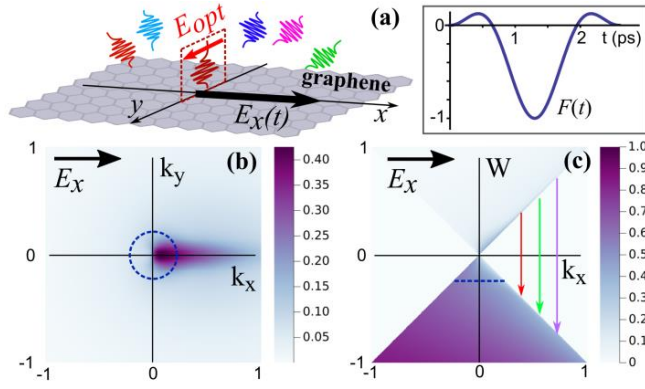 (a)
E_opt
graphene
y
E_x(t)
x
t (ps)
1
2
-1
F(t)
(b)
1
E_x
k_y
0
k_x
-1
0
1
0.40
0.35
0.30
0.25
0.20
0.15
0.10
0.05
(c)
1
E_x
W
0
k_x
-1
-1
0
1
1.0
0.9
0.8
0.7
0.6
0.5
0.4
0.3
0.2
0.1
0